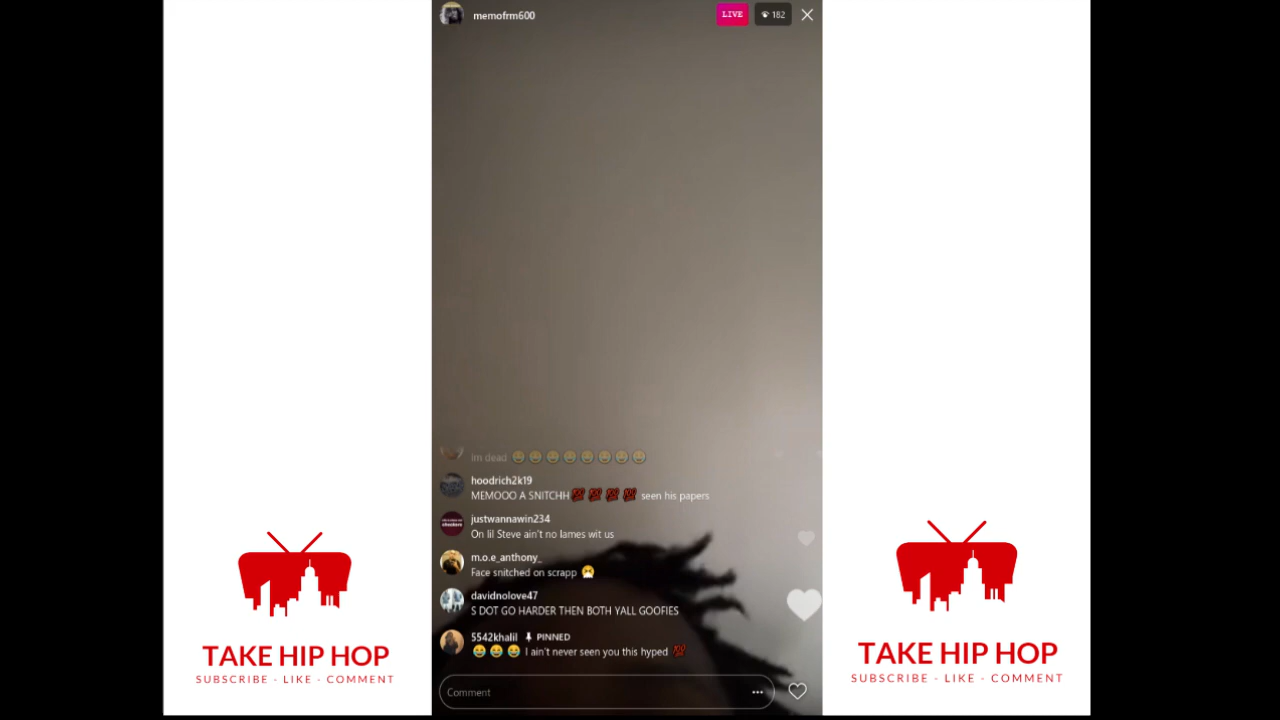 memofrm600
LIVE
182
Im dead 😂 😂 😂 😂 😂 😂 😂 😂
hoodrich2k19
MEMOOO A SNITCHH 💯 💯 💯 💯 seen his papers
justwannawin234
On lil Steve ain't no lames wit us
m.o.e_anthony_
Face snitched on scrapp 😷
davidnolove47
S DOT GO HARDER THEN BOTH YALL GOOFIES
5542khalil PINNED
😂 😂 😂 I ain't never seen you this hyped 💯
Comment
TAKE HIP HOP
SUBSCRIBE - LIKE - COMMENT
TAKE HIP HOP
SUBSCRIBE - LIKE - COMMENT